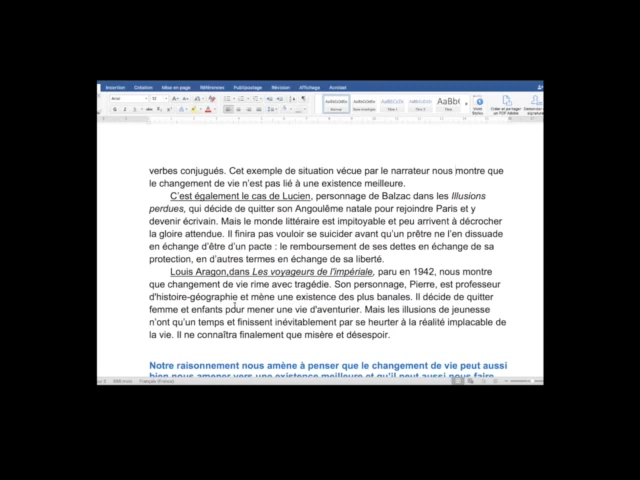 Insertion Création Mise en page Références Publipostage Révision Affichage Acrobat
Arial 12
AaBbCcDdEe AaBbCcDdEe AaBbCcDc AaBbCcDdEe AaBb(
verbes conjugués. Cet exemple de situation vécue par le narrateur nous montre que
le changement de vie n'est pas lié à une existence meilleure.
C'est également le cas de Lucien, personnage de Balzac dans les Illusions
perdues, qui décide de quitter son Angoulême natale pour rejoindre Paris et y
devenir écrivain. Mais le monde littéraire est impitoyable et peu arrivent à décrocher
la gloire attendue. Il finira pas vouloir se suicider avant qu'un prêtre ne l'en dissuade
en échange d'être d'un pacte : le remboursement de ses dettes en échange de sa
protection, en d'autres termes en échange de sa liberté.
Louis Aragon,dans Les voyageurs de l'impériale, paru en 1942, nous montre
que changement de vie rime avec tragédie. Son personnage, Pierre, est professeur
d'histoire-géographie et mène une existence des plus banales. Il décide de quitter
femme et enfants pour mener une vie d'aventurier. Mais les illusions de jeunesse
n'ont qu'un temps et finissent inévitablement par se heurter à la réalité implacable de
la vie. Il ne connaîtra finalement que misère et désespoir.
Notre raisonnement nous amène à penser que le changement de vie peut aussi
bien nous amener vers une existence meilleure et qu'il peut aussi nous faire
Français (France)